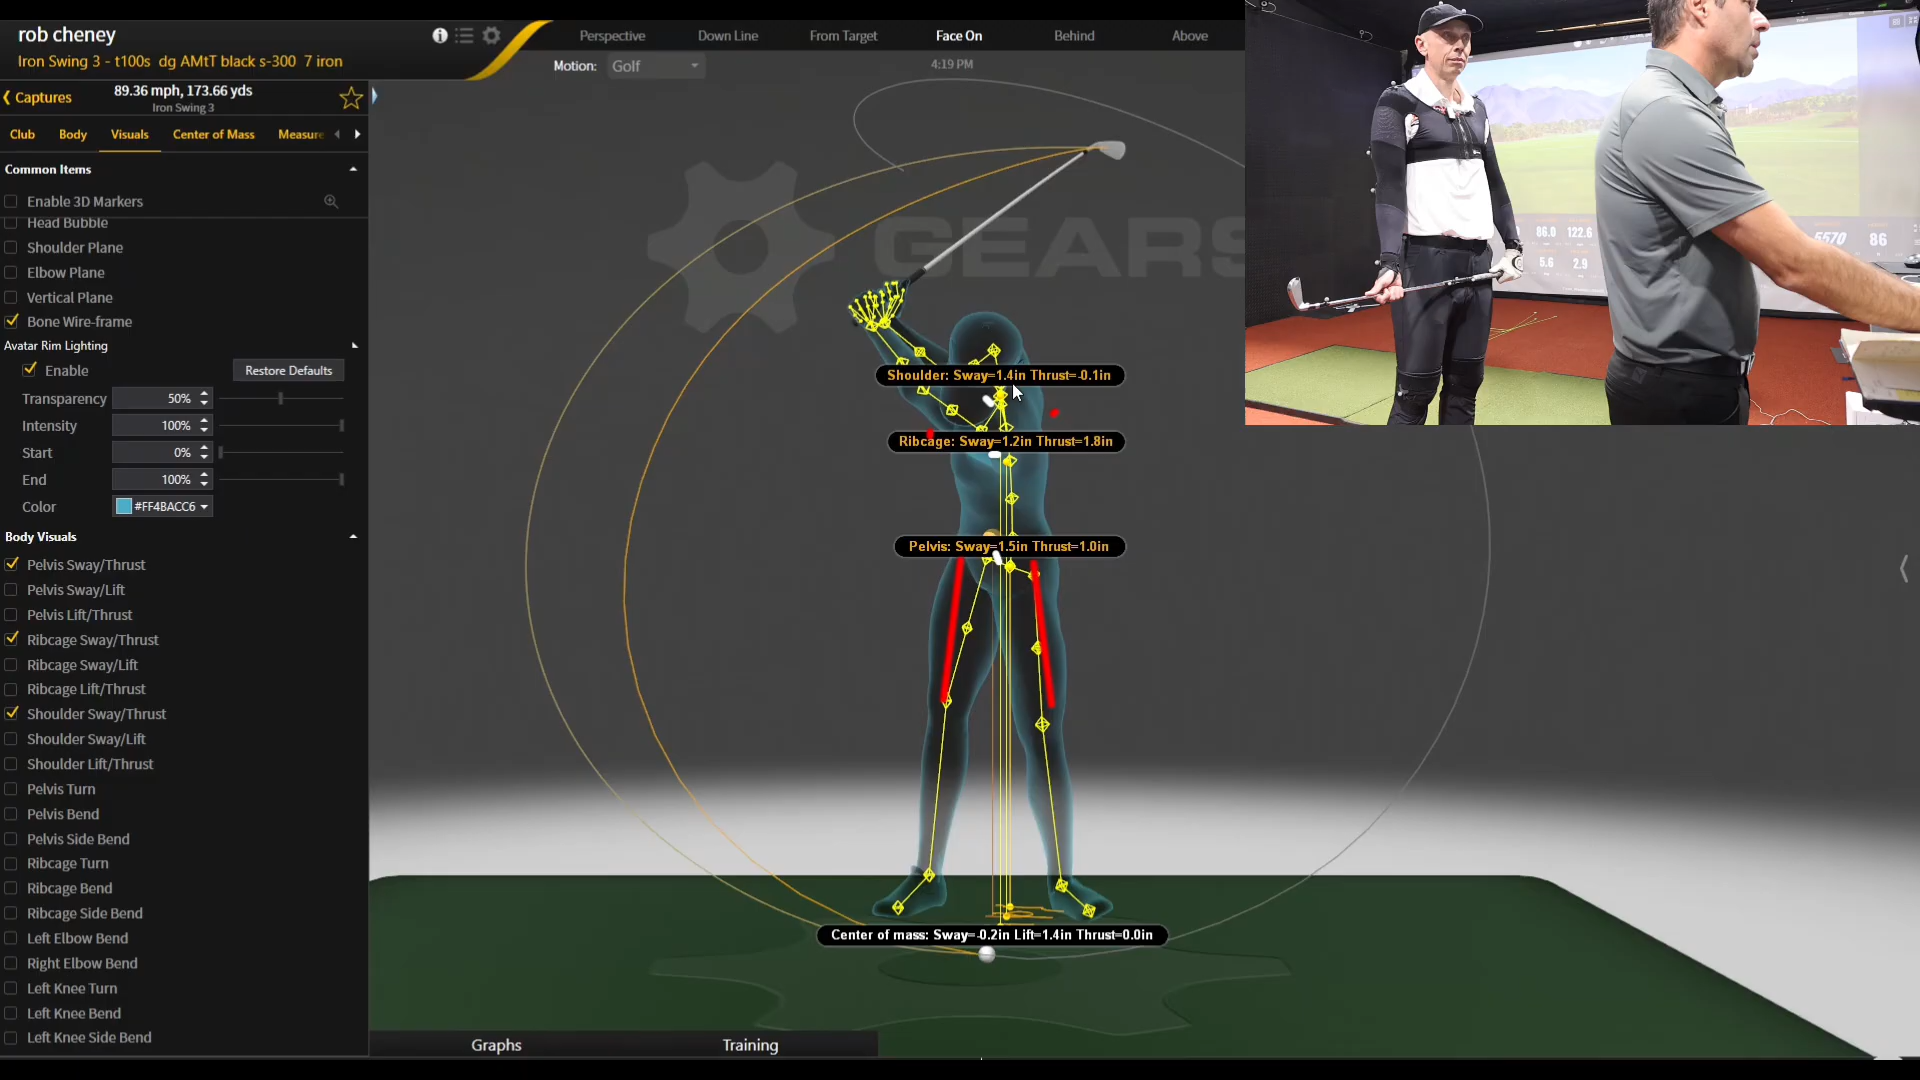 rob cheney
Iron Swing 3 - t100s dg AMtT black s-300 7 iron
Perspective
Down Line
From Target
Face On
Behind
Above
Motion: Golf
4:19 PM
Captures
89.36 mph, 173.66 yds
Iron Swing 3
Club
Body
Visuals
Center of Mass
Measure
Common Items
Enable 3D Markers
Head Bubble
Shoulder Plane
Elbow Plane
Vertical Plane
Bone Wire-frame
Avatar Rim Lighting
Enable
Restore Defaults
Transparency 50%
Intensity 100%
Start 0%
End 100%
Color #FF4BACC6
Body Visuals
Pelvis Sway/Thrust
Pelvis Sway/Lift
Pelvis Lift/Thrust
Ribcage Sway/Thrust
Ribcage Sway/Lift
Ribcage Lift/Thrust
Shoulder Sway/Thrust
Shoulder Sway/Lift
Shoulder Lift/Thrust
Pelvis Turn
Pelvis Bend
Pelvis Side Bend
Ribcage Turn
Ribcage Bend
Ribcage Side Bend
Left Elbow Bend
Right Elbow Bend
Left Knee Turn
Left Knee Bend
Left Knee Side Bend
GEARS
Shoulder: Sway=1.4in Thrust=-0.1in
Ribcage: Sway=1.2in Thrust=1.8in
Pelvis: Sway=1.5in Thrust=1.0in
Center of mass: Sway=-0.2in Lift=1.4in Thrust=0.0in
Graphs
Training
86.0 122.6
5570 86
5.6 2.9